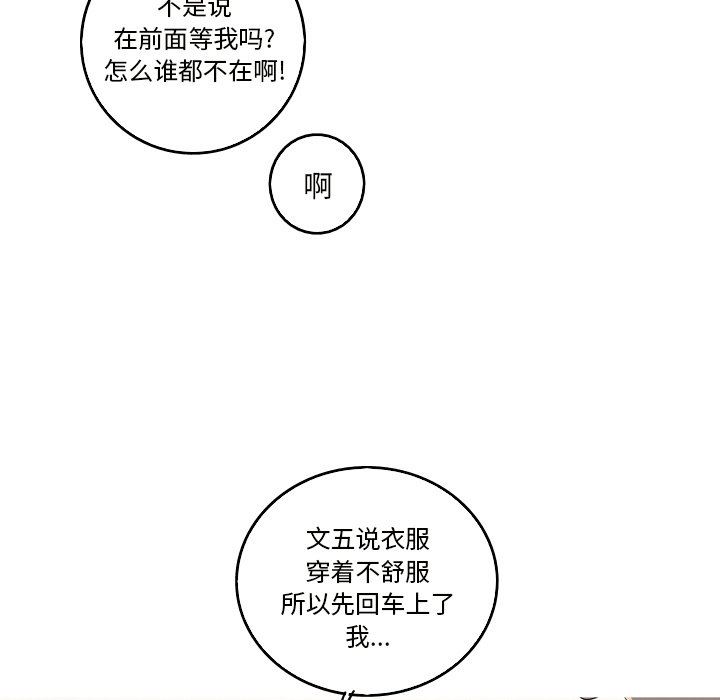 不是说
在前面等我吗?
怎么谁都不在啊!
啊
文五说衣服
穿着不舒服
所以先回车上了
我...